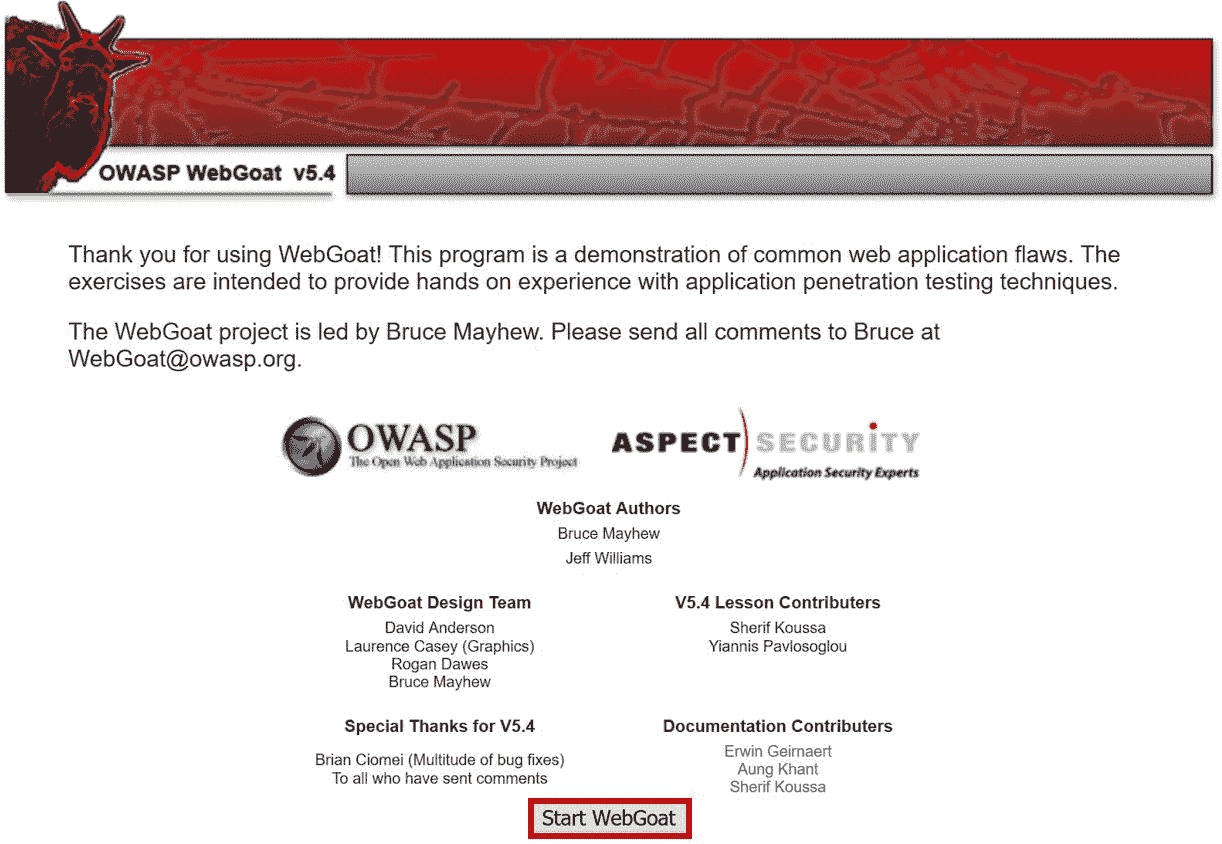 OWASP WebGoat v5.4
Thank you for using WebGoat! This program is a demonstration of common web application flaws. The
exercises are intended to provide hands on experience with application penetration testing techniques.
The WebGoat project is led by Bruce Mayhew. Please send all comments to Bruce at
WebGoat@owasp.org.
OWASP
The Open Web Application Security Project
ASPECT SECURITY
Application Security Experts
WebGoat Authors
Bruce Mayhew
Jeff Williams
WebGoat Design Team
David Anderson
Laurence Casey (Graphics)
Rogan Dawes
Bruce Mayhew
V5.4 Lesson Contributers
Sherif Koussa
Yiannis Pavlosoglou
Special Thanks for V5.4
Brian Ciomei (Multitude of bug fixes)
To all who have sent comments
Documentation Contributers
Erwin Geirnaert
Aung Khant
Sherif Koussa
Start WebGoat